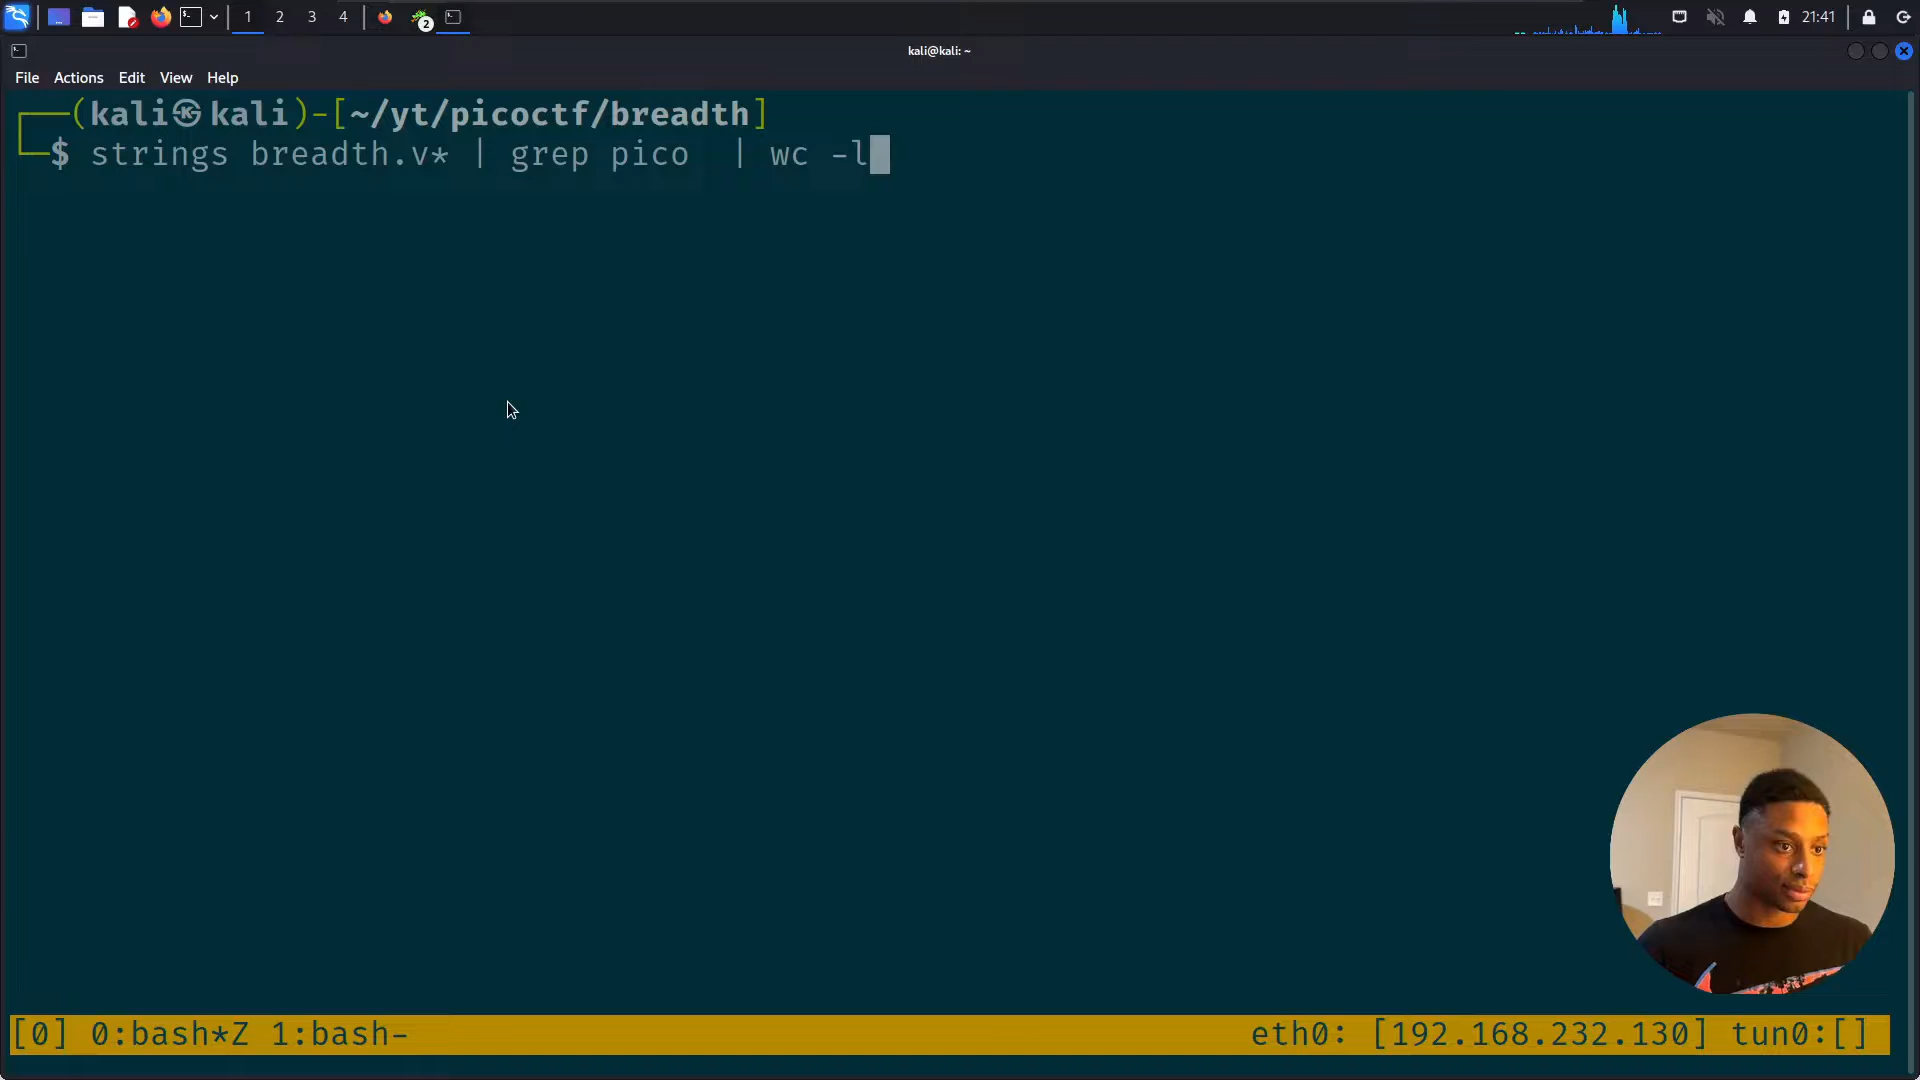 1 2 3 4 2 21:41
kali@kali: ~
File Actions Edit View Help
(kali㉿kali)-[~/yt/picoctf/breadth]
$ strings breadth.v* | grep pico  | wc -l
[0] 0:bash*Z 1:bash- eth0: [192.168.232.130] tun0:[]